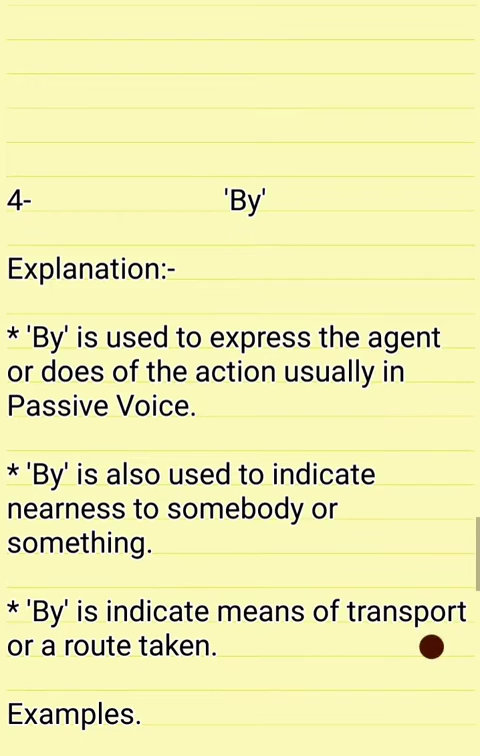 4- 'By'
Explanation:-
* 'By' is used to express the agent
or does of the action usually in
Passive Voice.
* 'By' is also used to indicate
nearness to somebody or
something.
* 'By' is indicate means of transport
or a route taken.
Examples.